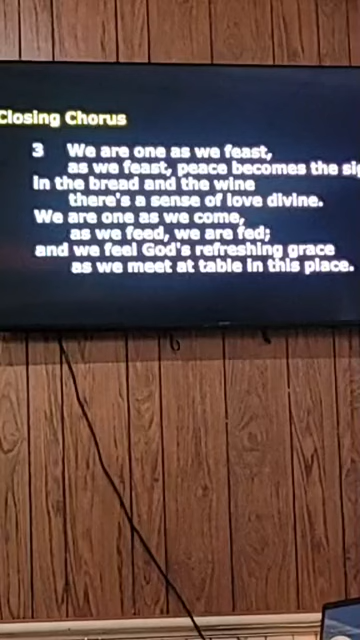 Closing Chorus
3 We are one as we feast,
as we feast, peace becomes the
In the bread and the wine
there's a sense of love divine.
We are one as we come,
as we feed, we are fed;
and we feel God's refreshing grace
as we meet at table in this place.